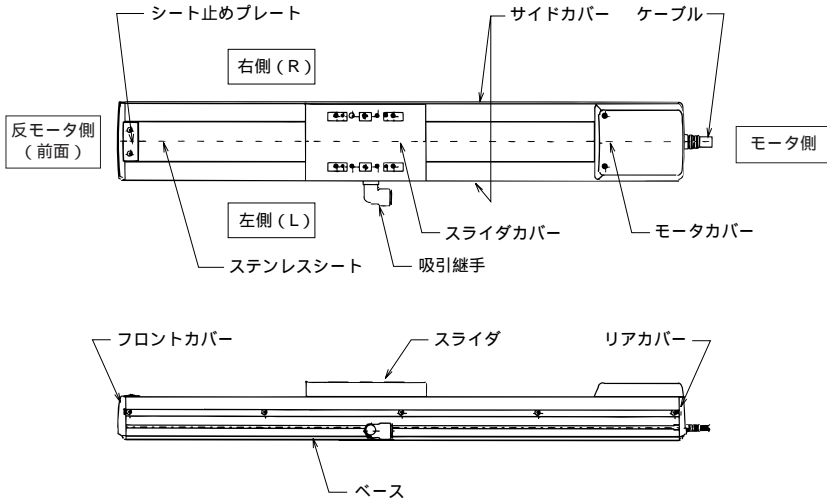 シート止めプレート
サイドカバー
ケーブル
右側（R）
反モータ側
（前面）
モータ側
左側（L）
スライダカバー
モータカバー
ステンレスシート
吸引継手
フロントカバー
スライダ
リアカバー
ベース